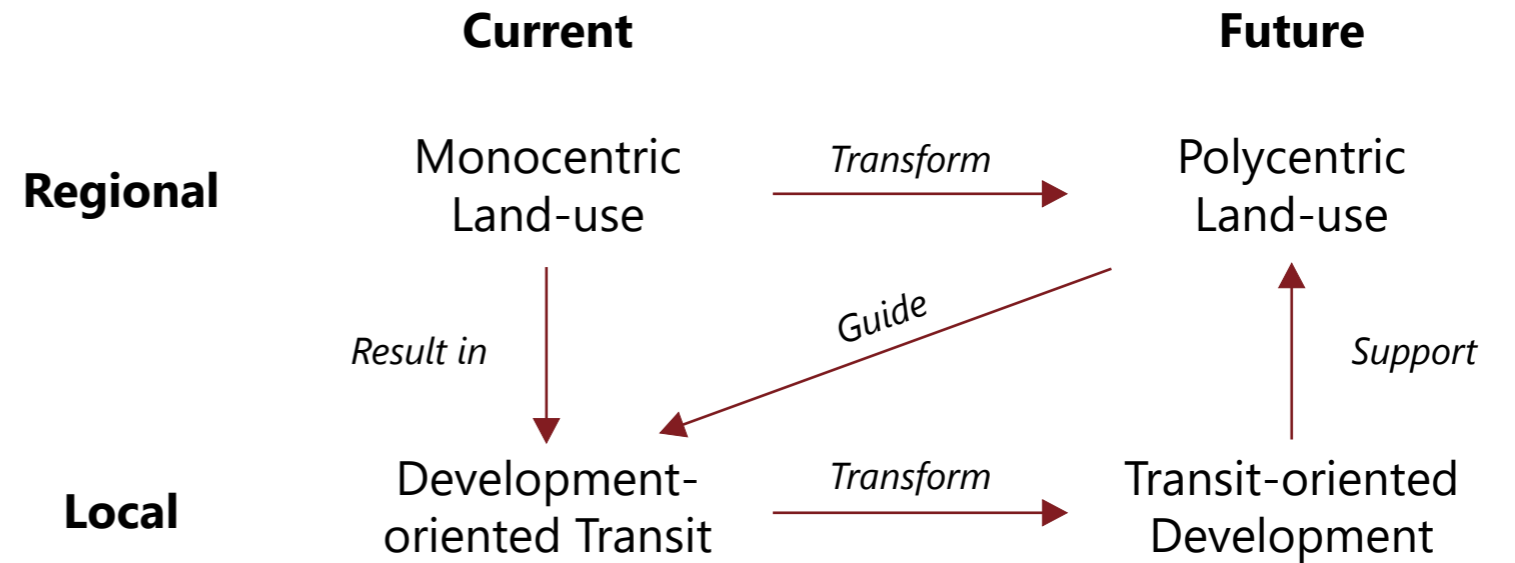 Current
Future
Regional
Monocentric
Land-use
Transform
Polycentric
Land-use
Result in
Guide
Support
Local
Development-
oriented Transit
Transform
Transit-oriented
Development